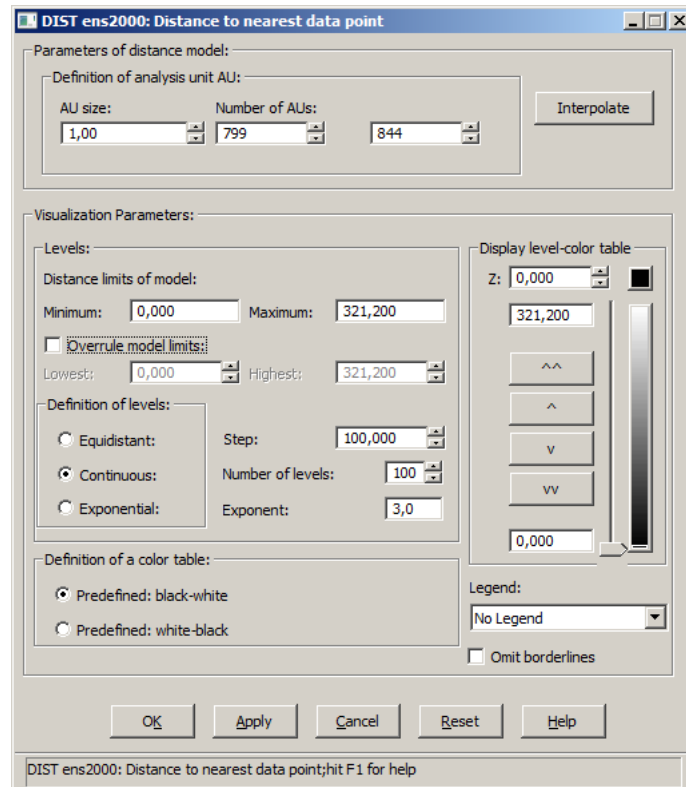 DIST ens2000: Distance to nearest data point
Parameters of distance model:
Definition of analysis unit AU:
AU size: Number of AUs:
1,00 799 844
Interpolate
Visualization Parameters:
Levels:
Distance limits of model:
Minimum: 0,000 Maximum: 321,200
Overrule model limits:
Lowest: 0,000 Highest: 321,200
Definition of levels:
Equidistant: Step: 100,000
Continuous: Number of levels: 100
Exponential: Exponent: 3,0
Definition of a color table:
Predefined: black-white
Predefined: white-black
Display level-color table
Z: 0,000
321,200
^^
^
v
vv
0,000
Legend:
No Legend
Omit borderlines
OK Apply Cancel Reset Help
DIST ens2000: Distance to nearest data point;hit F1 for help